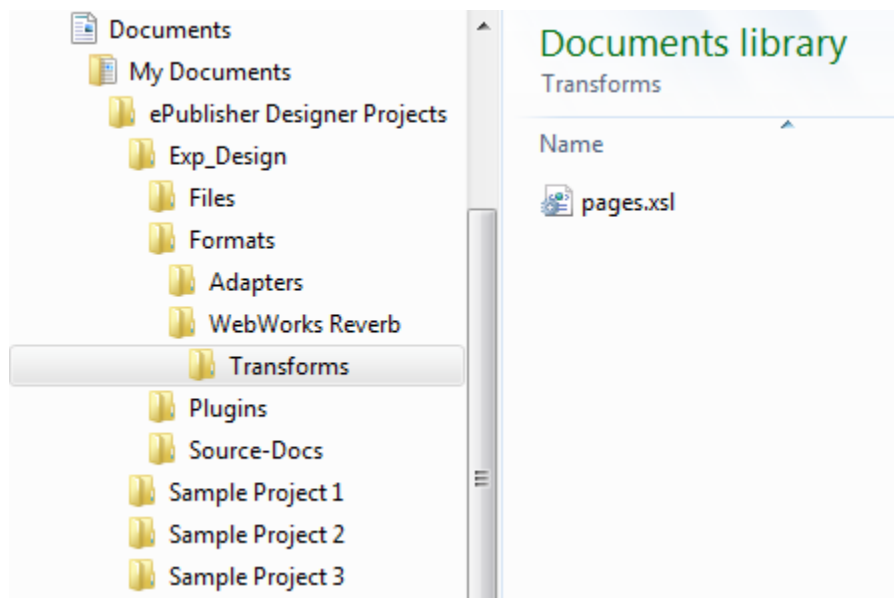 Documents
My Documents
ePublisher Designer Projects
Exp_Design
Files
Formats
Adapters
WebWorks Reverb
Transforms
Plugins
Source-Docs
Sample Project 1
Sample Project 2
Sample Project 3
Documents library
Transforms
Name
pages.xsl